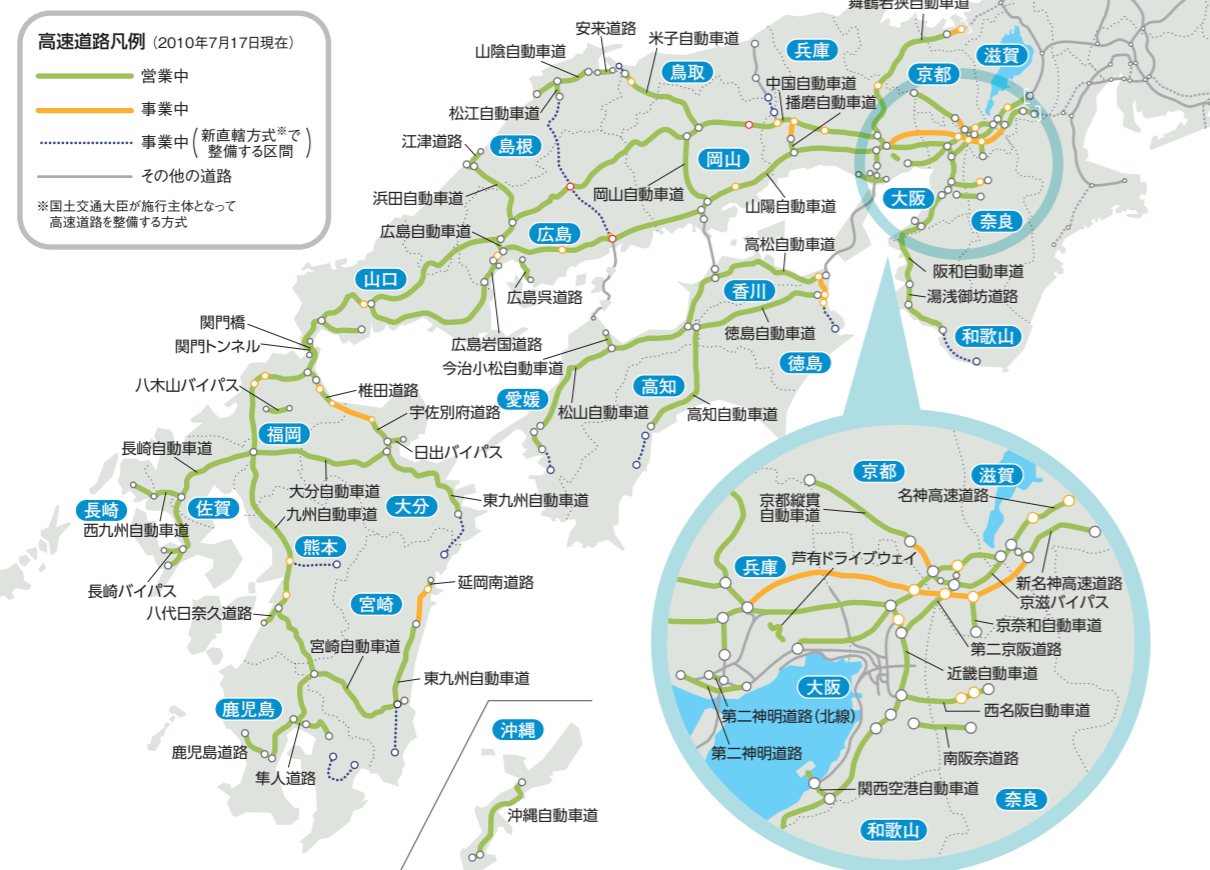 高速道路凡例 (2010年7月17日現在)
営業中
事業中
事業中(新直轄方式※で
整備する区間)
その他の道路
※国土交通大臣が施行主体となって
高速道路を整備する方式
舞鶴若狭自動車道
安来道路
山陰自動車道
米子自動車道
兵庫
滋賀
鳥取
京都
中国自動車道
播磨自動車道
松江自動車道
江津道路
島根
岡山
浜田自動車道
岡山自動車道
山陽自動車道
大阪
奈良
広島自動車道
広島
高松自動車道
阪和自動車道
山口
香川
湯浅御坊道路
広島呉道路
関門橋
徳島自動車道
和歌山
関門トンネル
広島岩国道路
今治小松自動車道
徳島
八木山バイパス
椎田道路
愛媛
高知
松山自動車道
高知自動車道
宇佐別府道路
福岡
長崎自動車道
日出バイパス
大分自動車道
東九州自動車道
長崎
佐賀
大分
九州自動車道
西九州自動車道
熊本
長崎バイパス
延岡南道路
八代日奈久道路
宮崎
宮崎自動車道
東九州自動車道
鹿児島
鹿児島道路
隼人道路
沖縄
沖縄自動車道
京都
滋賀
京都縦貫
自動車道
名神高速道路
芦有ドライブウェイ
兵庫
新名神高速道路
京滋バイパス
京奈和自動車道
第二京阪道路
近畿自動車道
大阪
西名阪自動車道
第二神明道路(北線)
第二神明道路
南阪奈道路
関西空港自動車道
奈良
和歌山